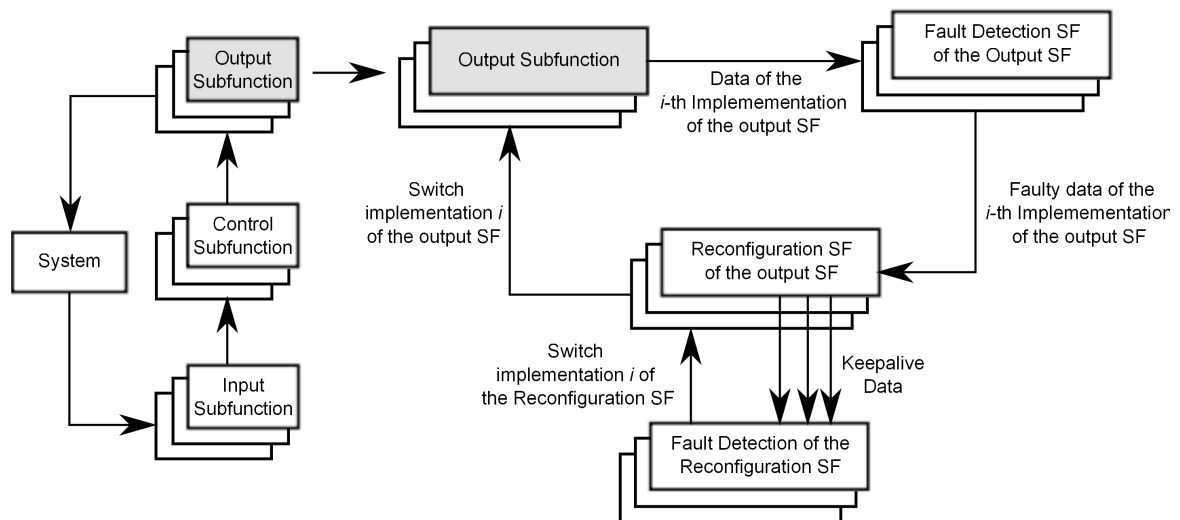 Output
Subfunction
Control
Subfunction
Input
Subfunction
System
Output Subfunction
Data of the
i-th Implemementation
of the output SF
Fault Detection SF
of the Output SF
Faulty data of the
i-th Implemementation
of the output SF
Switch
implementation i
of the output SF
Reconfiguration SF
of the output SF
Switch
implementation i of
the Reconfiguration SF
Keepalive
Data
Fault Detection of the
Reconfiguration SF